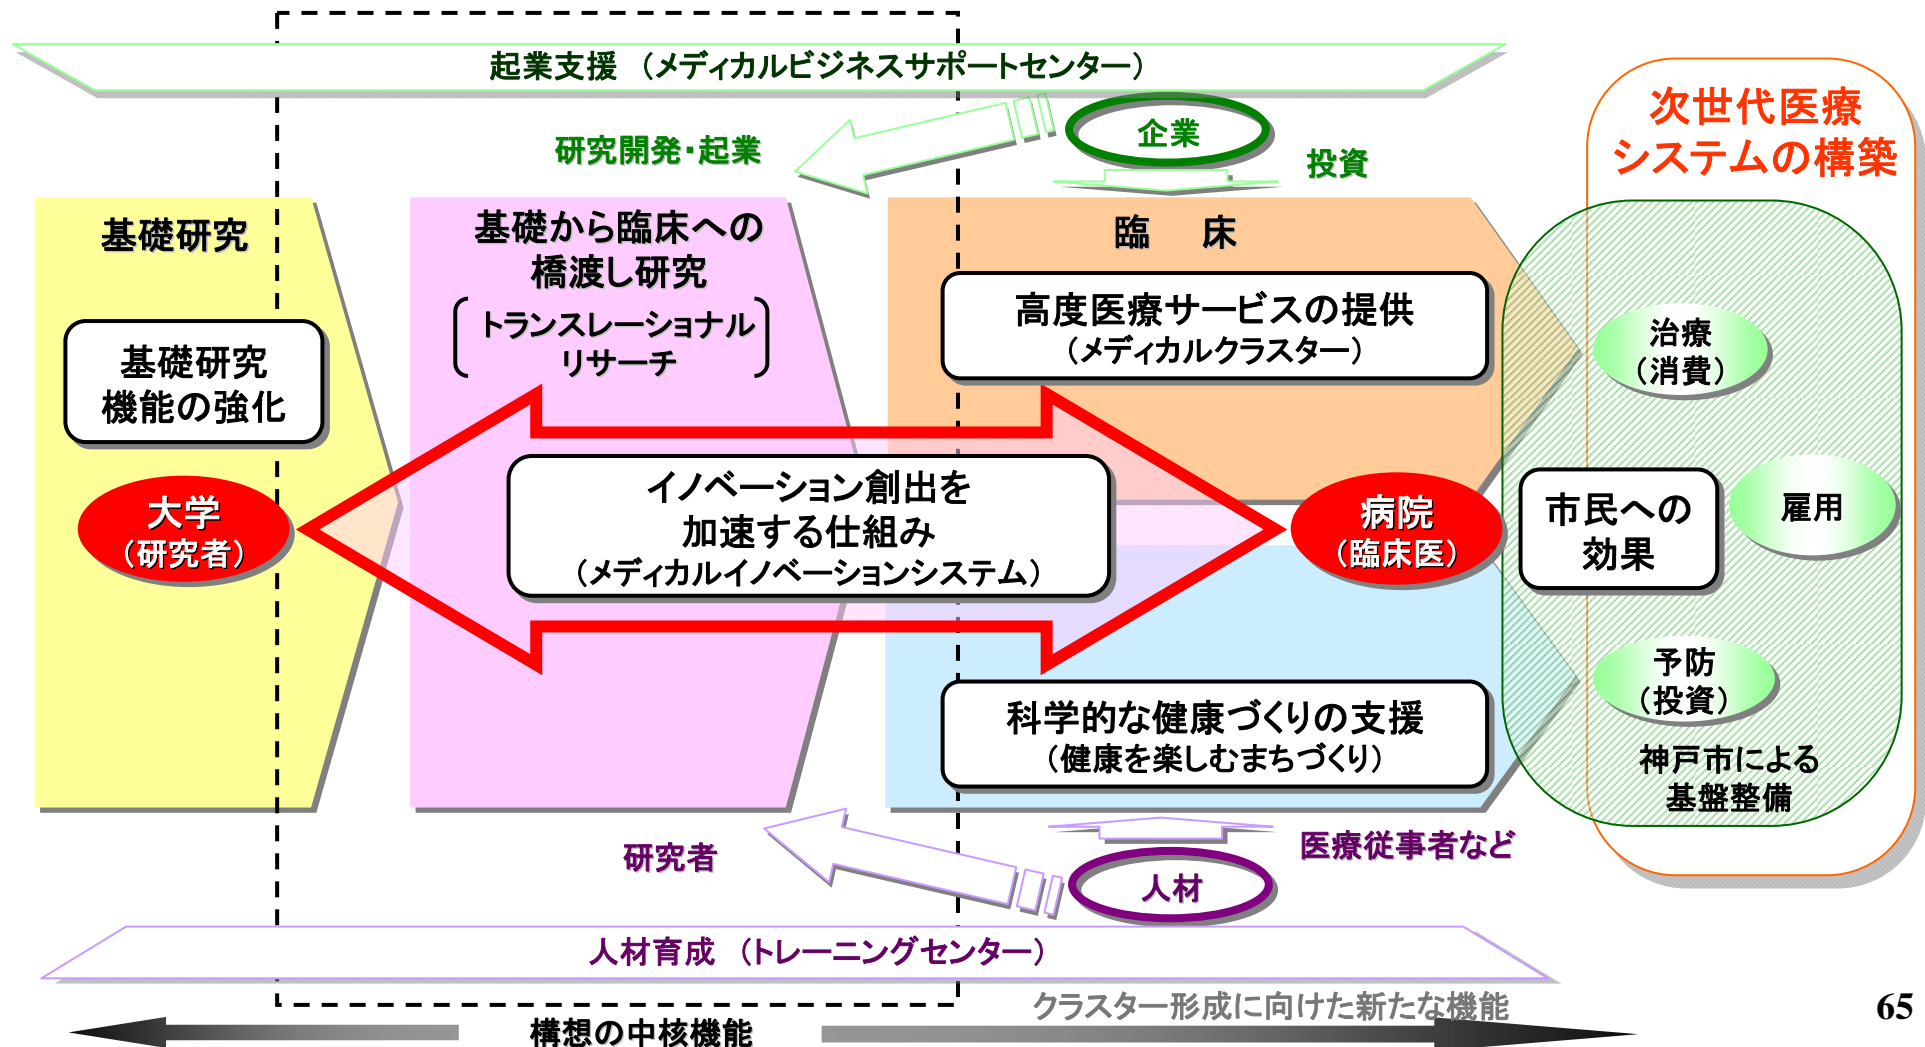 起業支援 （メディカルビジネスサポートセンター）
企業
研究開発・起業
投資
次世代医療
システムの構築
基礎研究
基礎から臨床への
橋渡し研究
トランスレーショナル
リサーチ
臨 床
高度医療サービスの提供
（メディカルクラスター）
治療
（消費）
基礎研究
機能の強化
大学
（研究者）
イノベーション創出を
加速する仕組み
（メディカルイノベーションシステム）
病院
（臨床医）
市民への
効果
雇用
予防
（投資）
科学的な健康づくりの支援
（健康を楽しむまちづくり）
神戸市による
基盤整備
研究者
医療従事者など
人材
人材育成 （トレーニングセンター）
クラスター形成に向けた新たな機能
構想の中核機能
65